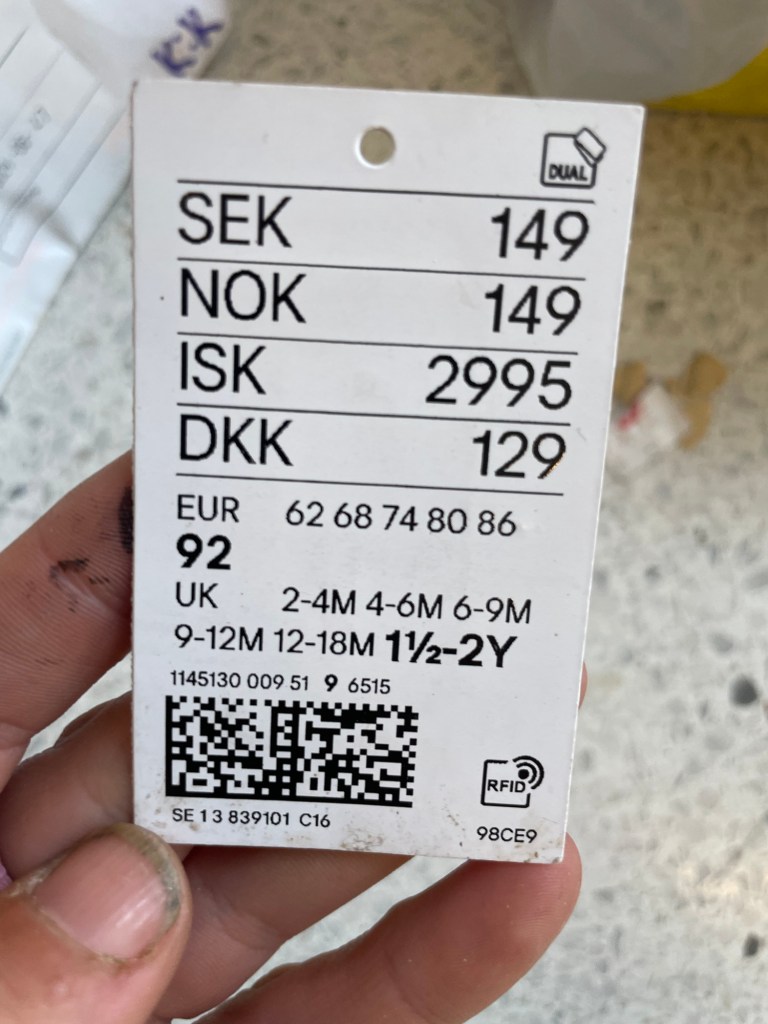 K-K
DUAL
SEK 149
NOK 149
ISK 2995
DKK 129
EUR 62 68 74 80 86
92
UK 2-4M 4-6M 6-9M
9-12M 12-18M 1½-2Y
1145130 009 51 9 6515
RFID
SE 1 3 839101 C16
98CE9